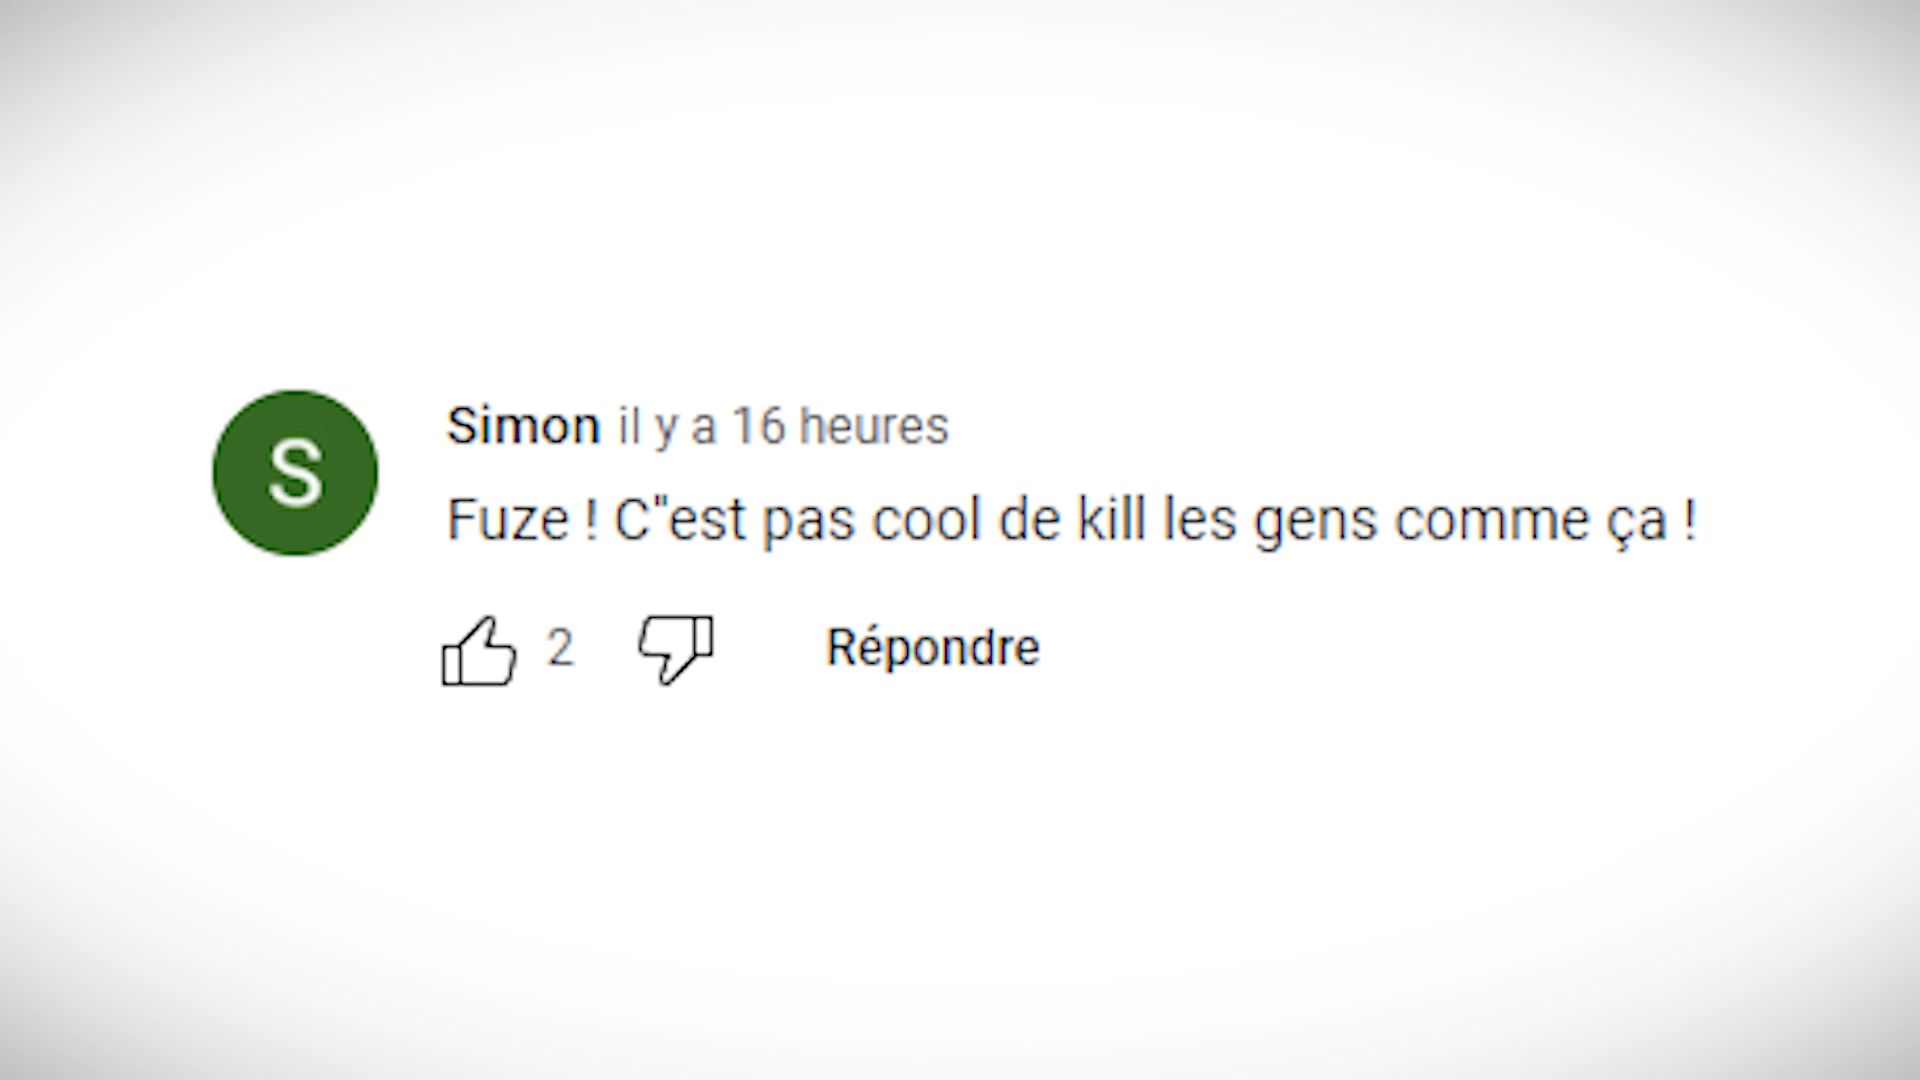 S
Simon il y a 16 heures
Fuze ! C"est pas cool de kill les gens comme ça !
2 Répondre